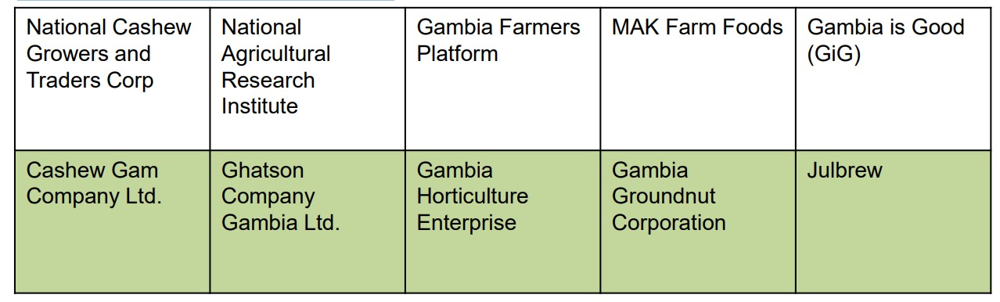 National Cashew
Growers and
Traders Corp
National
Agricultural
Research
Institute
Gambia Farmers
Platform
MAK Farm Foods
Gambia is Good
(GiG)
Cashew Gam
Company Ltd.
Ghatson
Company
Gambia Ltd.
Gambia
Horticulture
Enterprise
Gambia
Groundnut
Corporation
Julbrew